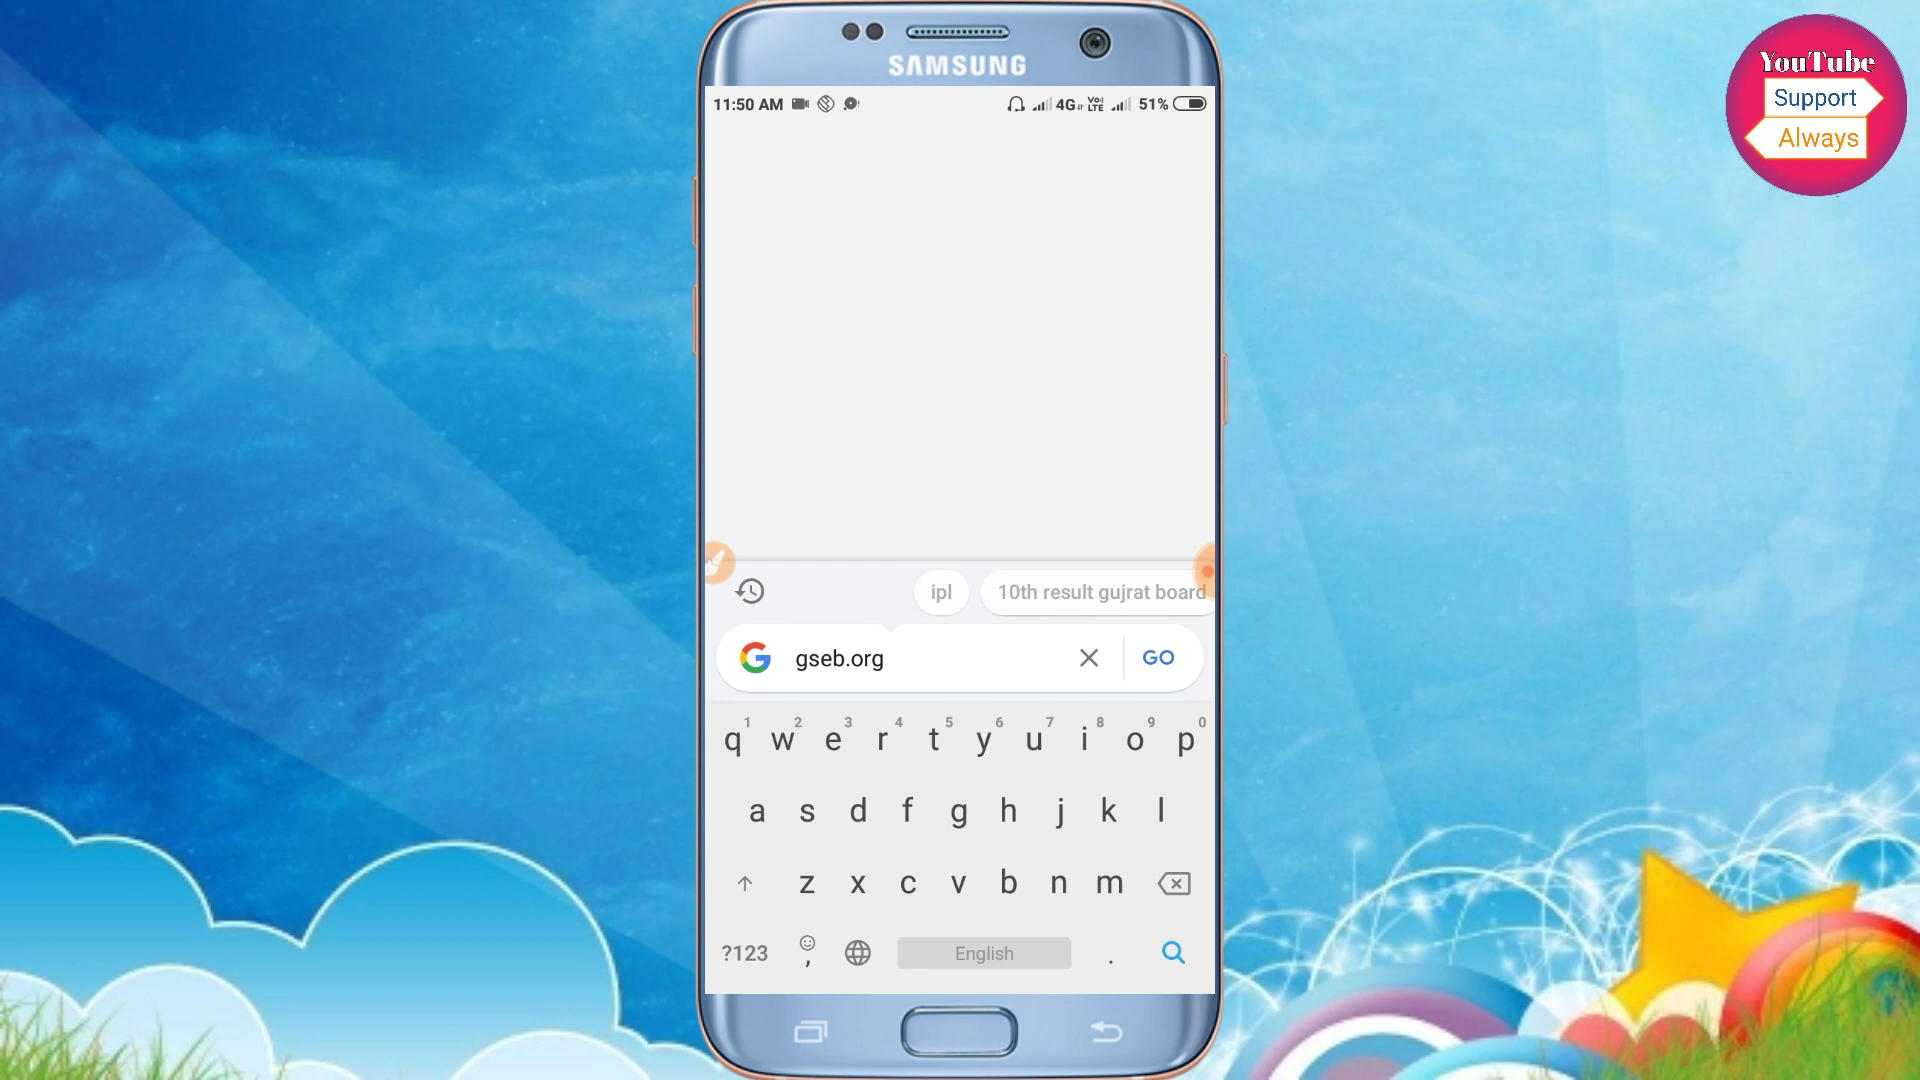 SAMSUNG
YouTube
Support
Always
11:50 AM 4G Vo) LTE 51%
ipl 10th result gujrat board
gseb.org GO
1 2 3 4 5 6 7 8 9 0
q w e r t y u i o p
a s d f g h j k l
z x c v b n m
?123 , English .